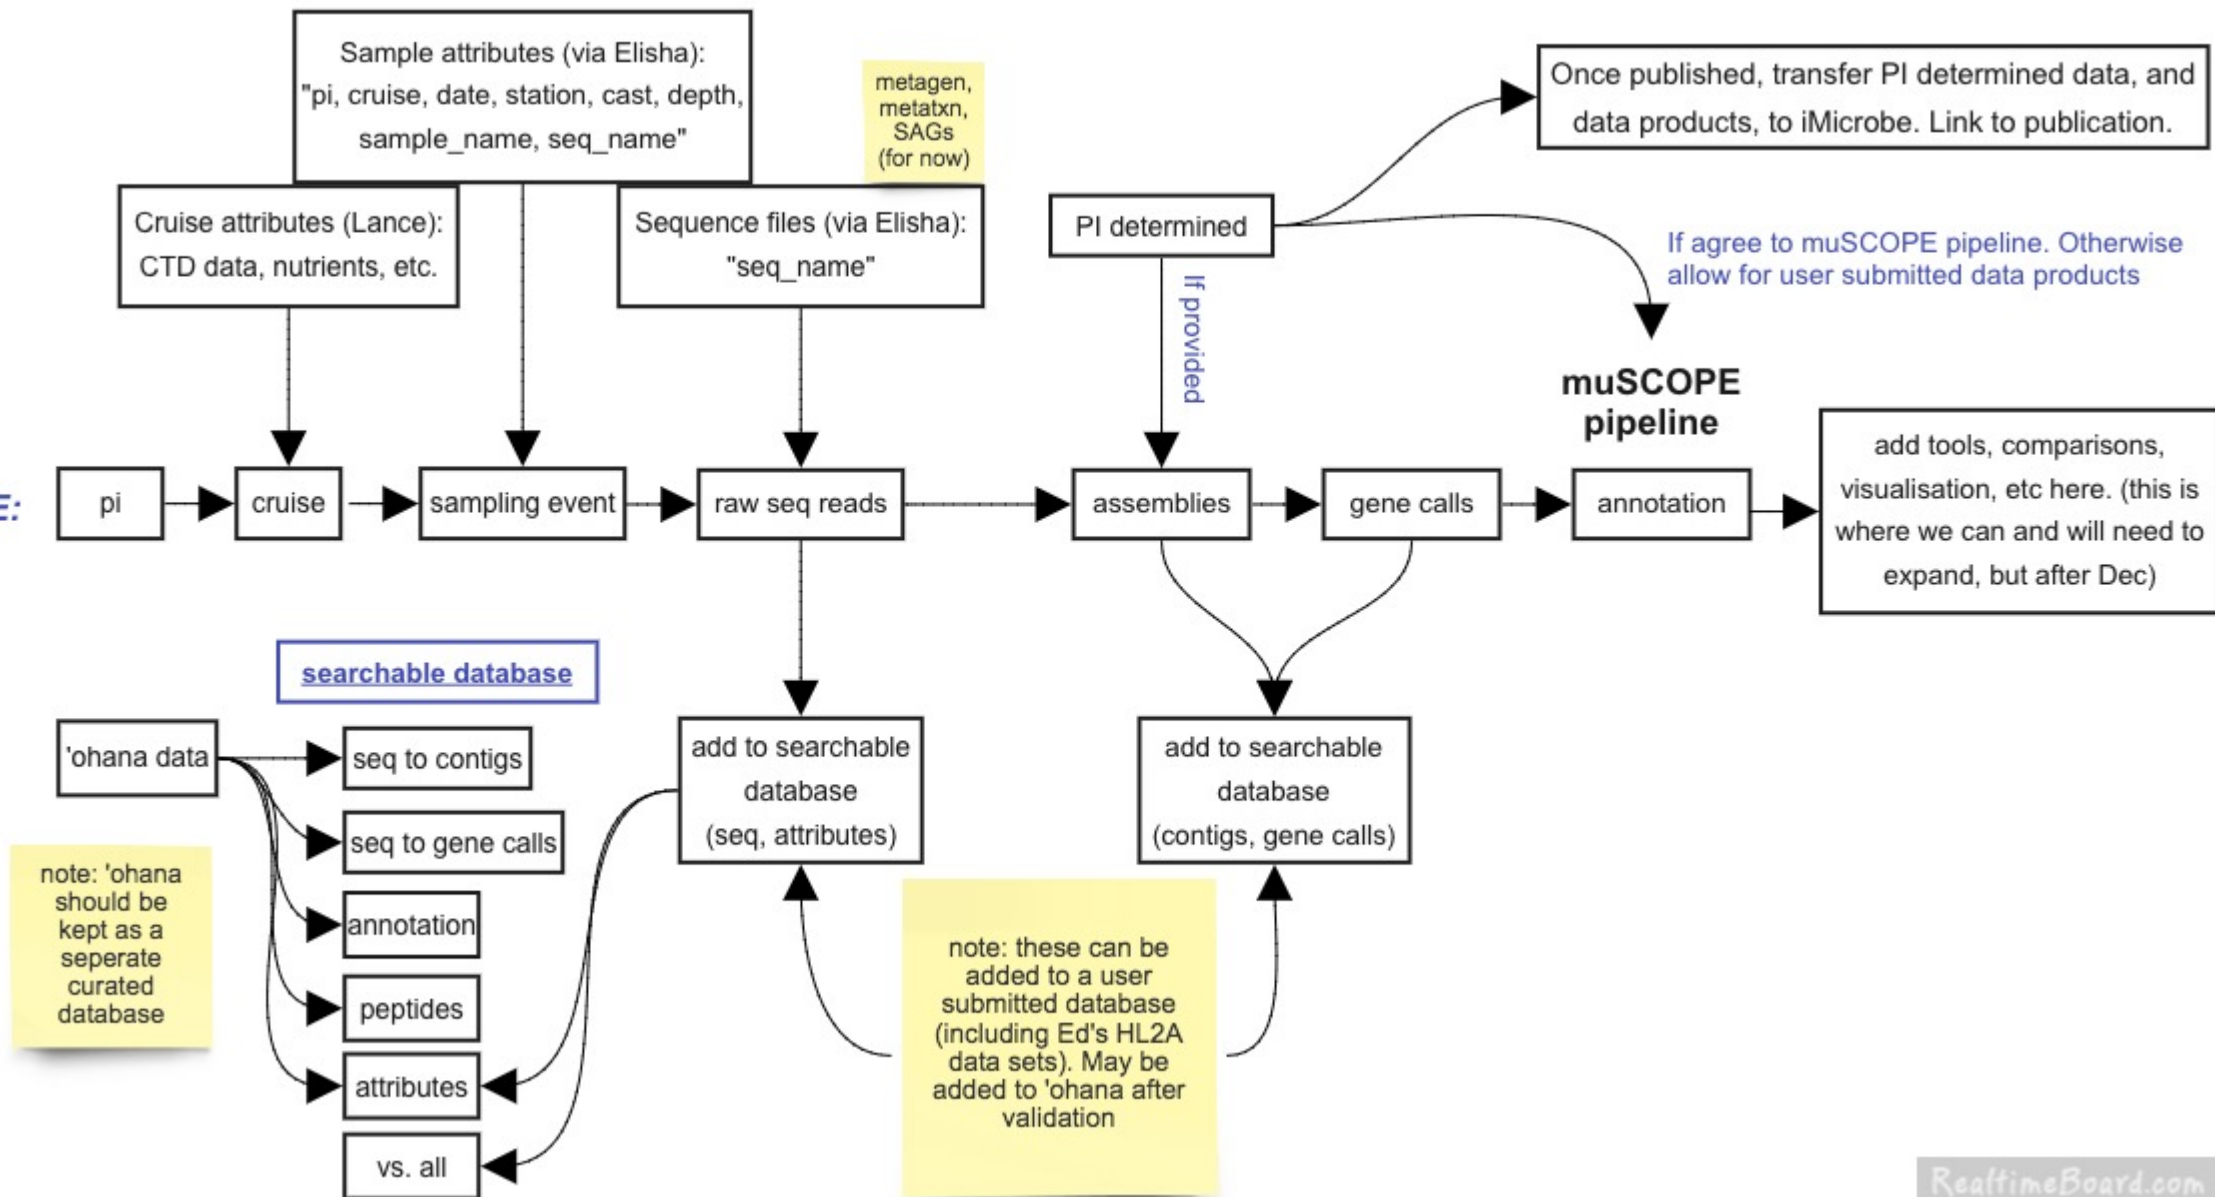 Sample attributes (via Elisha):
"pi, cruise, date, station, cast, depth,
sample_name, seq_name"
metagen,
metatxn,
SAGs
(for now)
Once published, transfer PI determined data, and
data products, to iMicrobe. Link to publication.
Cruise attributes (Lance):
CTD data, nutrients, etc.
Sequence files (via Elisha):
"seq_name"
PI determined
If agree to muSCOPE pipeline. Otherwise
allow for user submitted data products
If provided
muSCOPE
pipeline
E:
pi
cruise
sampling event
raw seq reads
assemblies
gene calls
annotation
add tools, comparisons,
visualisation, etc here. (this is
where we can and will need to
expand, but after Dec)
searchable database
'ohana data
seq to contigs
seq to gene calls
annotation
peptides
attributes
vs. all
note: 'ohana
should be
kept as a
seperate
curated
database
add to searchable
database
(seq, attributes)
add to searchable
database
(contigs, gene calls)
note: these can be
added to a user
submitted database
(including Ed's HL2A
data sets). May be
added to 'ohana after
validation
RealtimeBoard.com